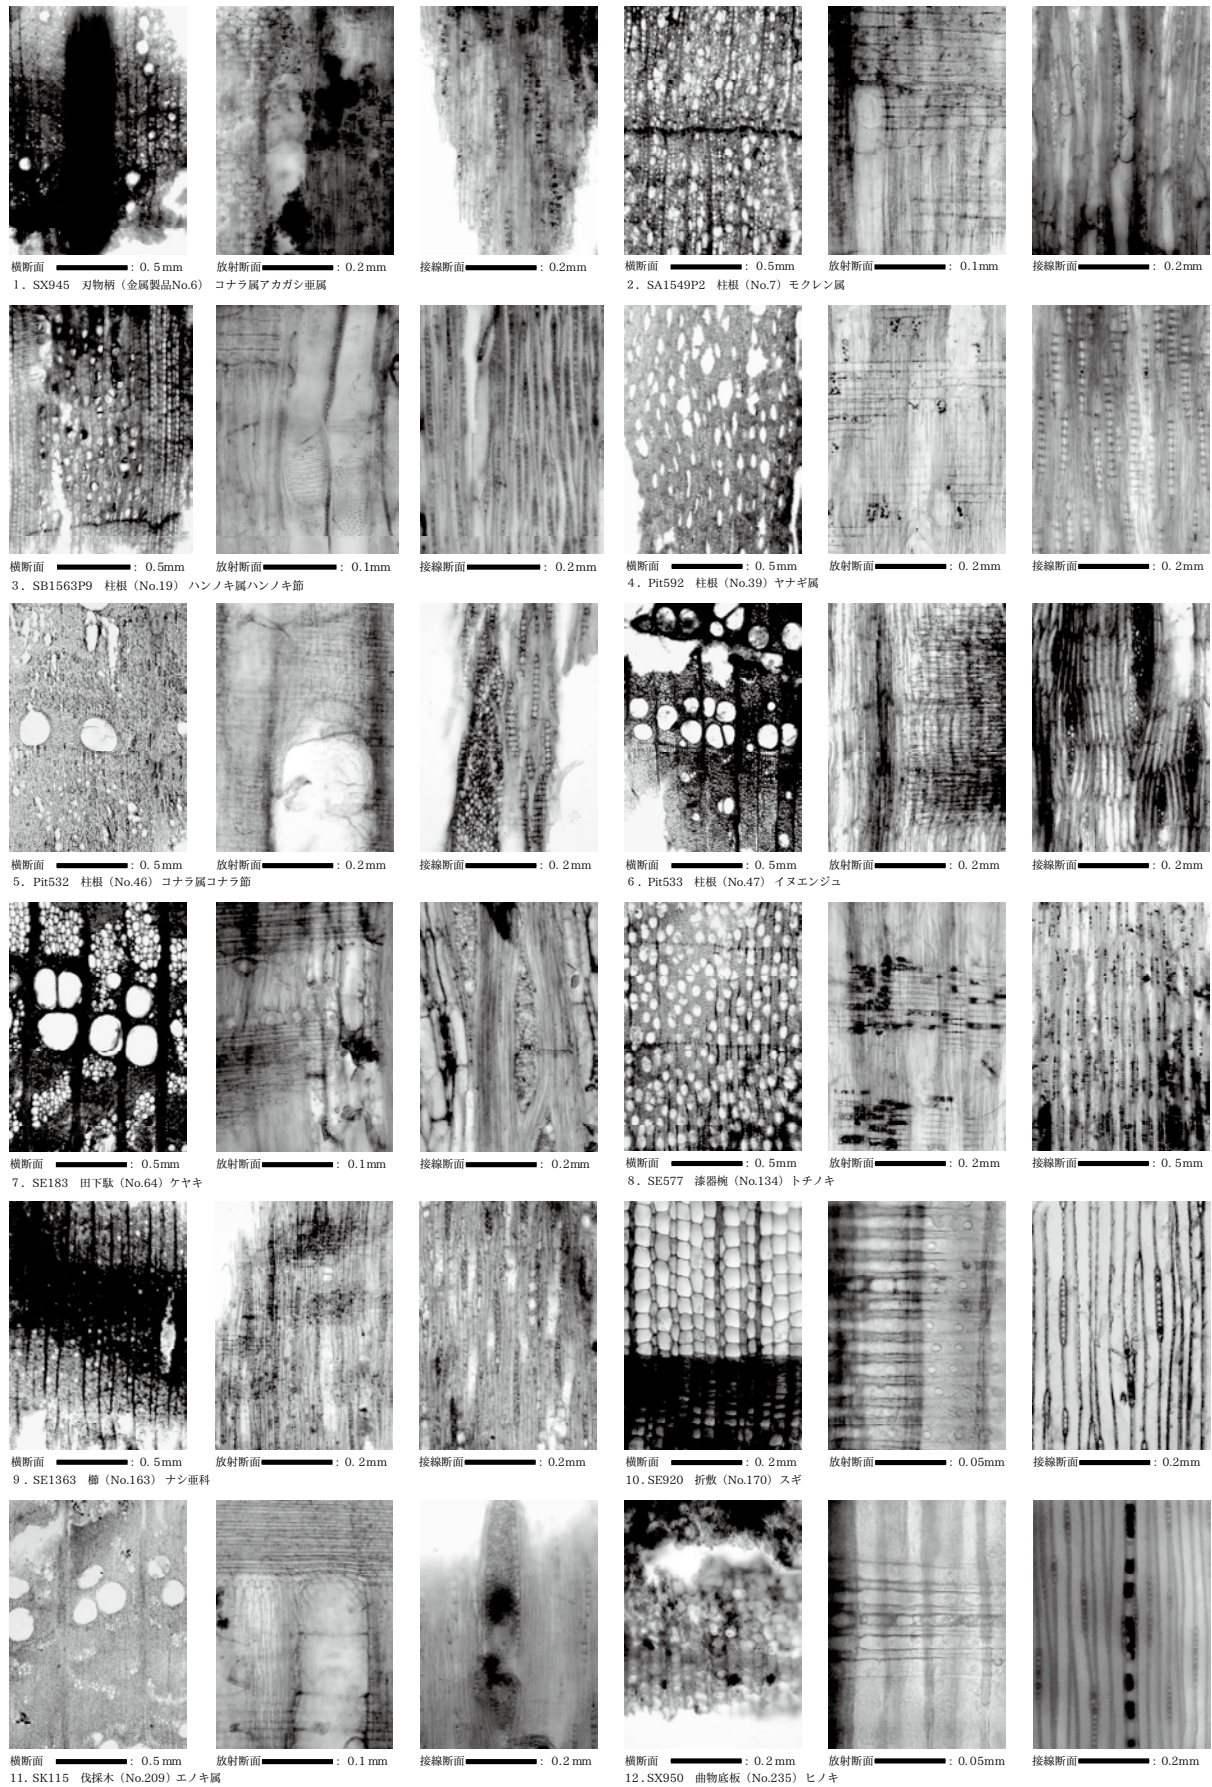 横断面 : 0.5mm 放射断面 : 0.2mm 接線断面 : 0.2mm
1．SX945　刃物柄（金属製品No.6）　コナラ属アカガシ亜属
横断面 : 0.5mm 放射断面 : 0.1mm 接線断面 : 0.2mm
2．SA1549P2　柱根（No.7）モクレン属
横断面 : 0.5mm 放射断面 : 0.1mm 接線断面 : 0.2mm
3．SB1563P9　柱根（No.19） ハンノキ属ハンノキ節
横断面 : 0.5mm 放射断面 : 0.2mm 接線断面 : 0.2mm
4．Pit592　柱根（No.39）ヤナギ属
横断面 : 0.5mm 放射断面 : 0.2mm 接線断面 : 0.2mm
5．Pit532　柱根（No.46）コナラ属コナラ節
横断面 : 0.5mm 放射断面 : 0.2mm 接線断面 : 0.2mm
6．Pit533　柱根（No.47）イヌエンジュ
横断面 : 0.5mm 放射断面 : 0.1mm 接線断面 : 0.2mm
7．SE183　田下駄（No.64）ケヤキ
横断面 : 0.5mm 放射断面 : 0.2mm 接線断面 : 0.5mm
8．SE577　漆器椀（No.134）トチノキ
横断面 : 0.5mm 放射断面 : 0.2mm 接線断面 : 0.2mm
9．SE1363　櫛（No.163） ナシ亜科
横断面 : 0.2mm 放射断面 : 0.05mm 接線断面 : 0.2mm
10．SE920　折敷（No.170）スギ
横断面 : 0.5mm 放射断面 : 0.1mm 接線断面 : 0.2mm
11．SK115　伐採木（No.209）エノキ属
横断面 : 0.2mm 放射断面 : 0.05mm 接線断面 : 0.2mm
12．SX950　曲物底板（No.235）ヒノキ